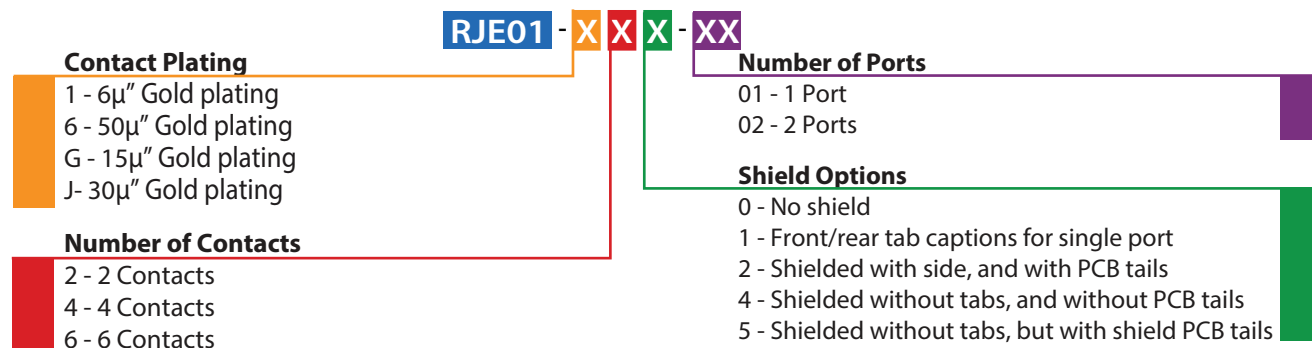 RJE01 - X X X - XX
Contact Plating
1 - 6µ” Gold plating
6 - 50µ” Gold plating
G - 15µ” Gold plating
J- 30µ” Gold plating
Number of Contacts
2 - 2 Contacts
4 - 4 Contacts
6 - 6 Contacts
Number of Ports
01 - 1 Port
02 - 2 Ports
Shield Options
0 - No shield
1 - Front/rear tab captions for single port
2 - Shielded with side, and with PCB tails
4 - Shielded without tabs, and without PCB tails
5 - Shielded without tabs, but with shield PCB tails